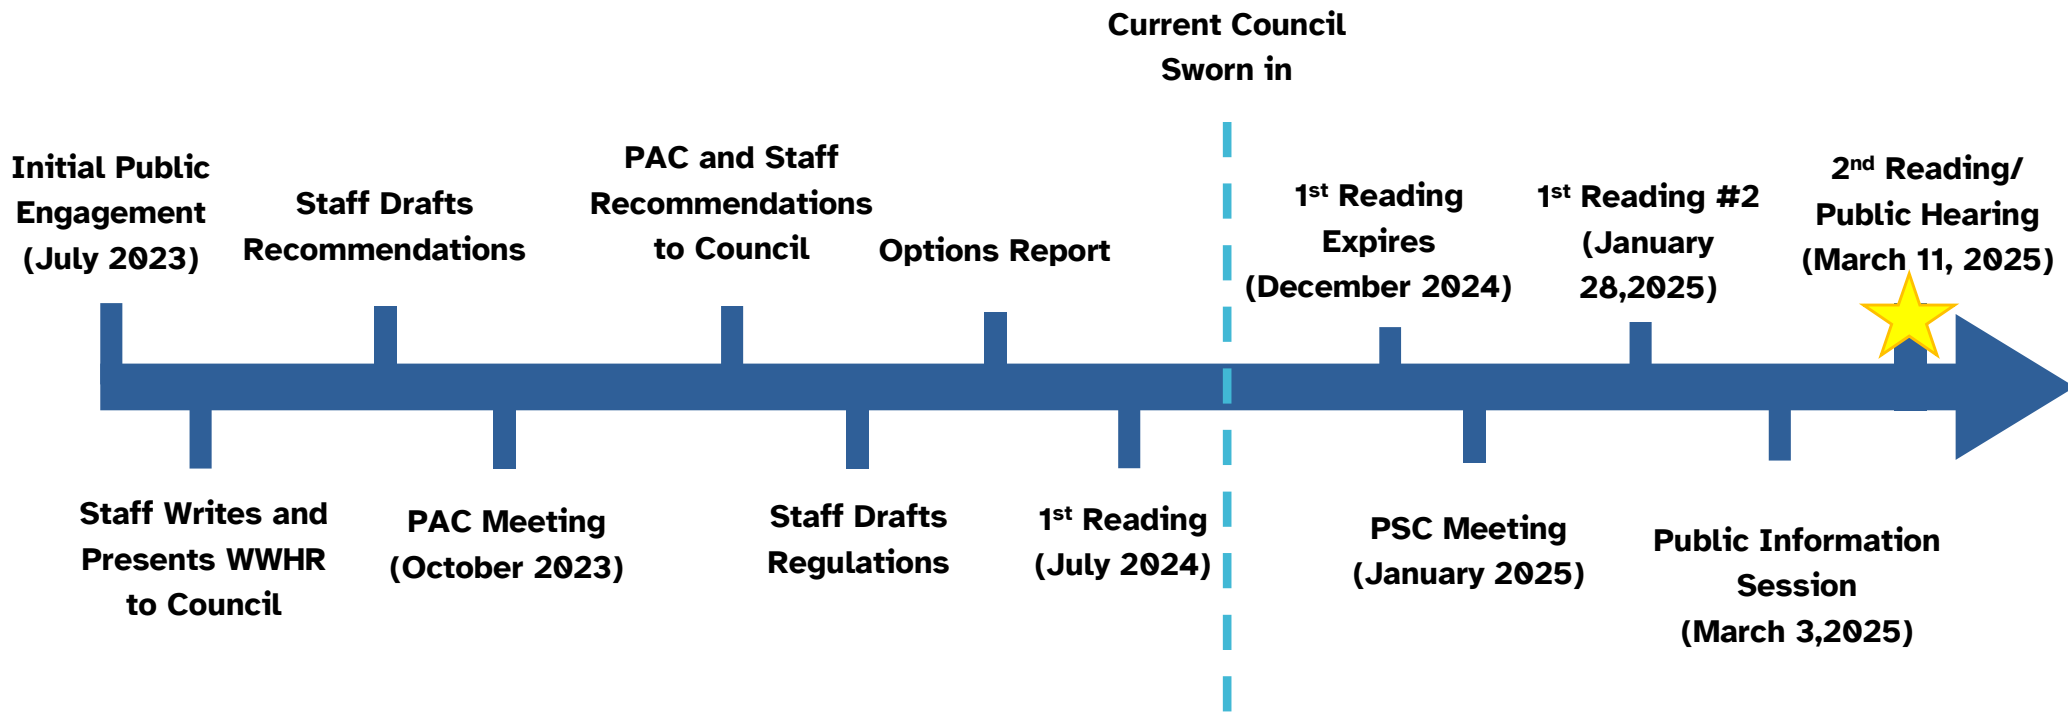 Current Council
Sworn in
Initial Public
Engagement
(July 2023)
Staff Drafts
Recommendations
PAC and Staff
Recommendations
to Council
Options Report
1st Reading
Expires
(December 2024)
1st Reading #2
(January
28,2025)
2nd Reading/
Public Hearing
(March 11, 2025)
Staff Writes and
Presents WWHR
to Council
PAC Meeting
(October 2023)
Staff Drafts
Regulations
1st Reading
(July 2024)
PSC Meeting
(January 2025)
Public Information
Session
(March 3,2025)